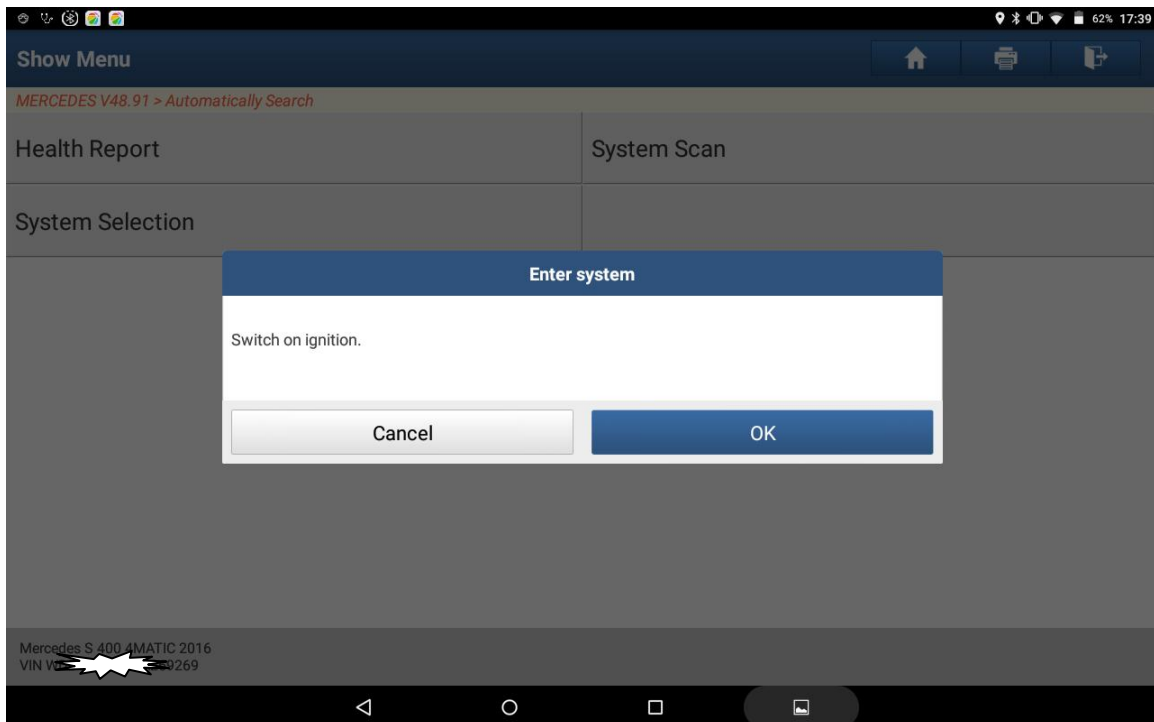 62% 17:39
Show Menu
MERCEDES V48.91 > Automatically Search
Health Report
System Scan
System Selection
Enter system
Switch on ignition.
Cancel
OK
Mercedes S 400 4MATIC 2016
VIN W 9269